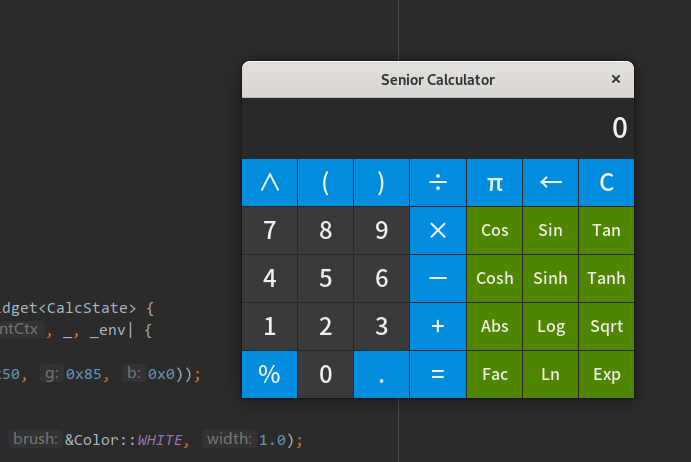 Senior Calculator ×
0
^ ( ) ÷ π ← C
7 8 9 × Cos Sin Tan
4 5 6 − Cosh Sinh Tanh
1 2 3 + Abs Log Sqrt
% 0 . = Fac Ln Exp
dget<CalcState> {
ntCtx , _, _env| {
50, g: 0x85, b: 0x0));
brush: &Color::WHITE, width: 1.0);